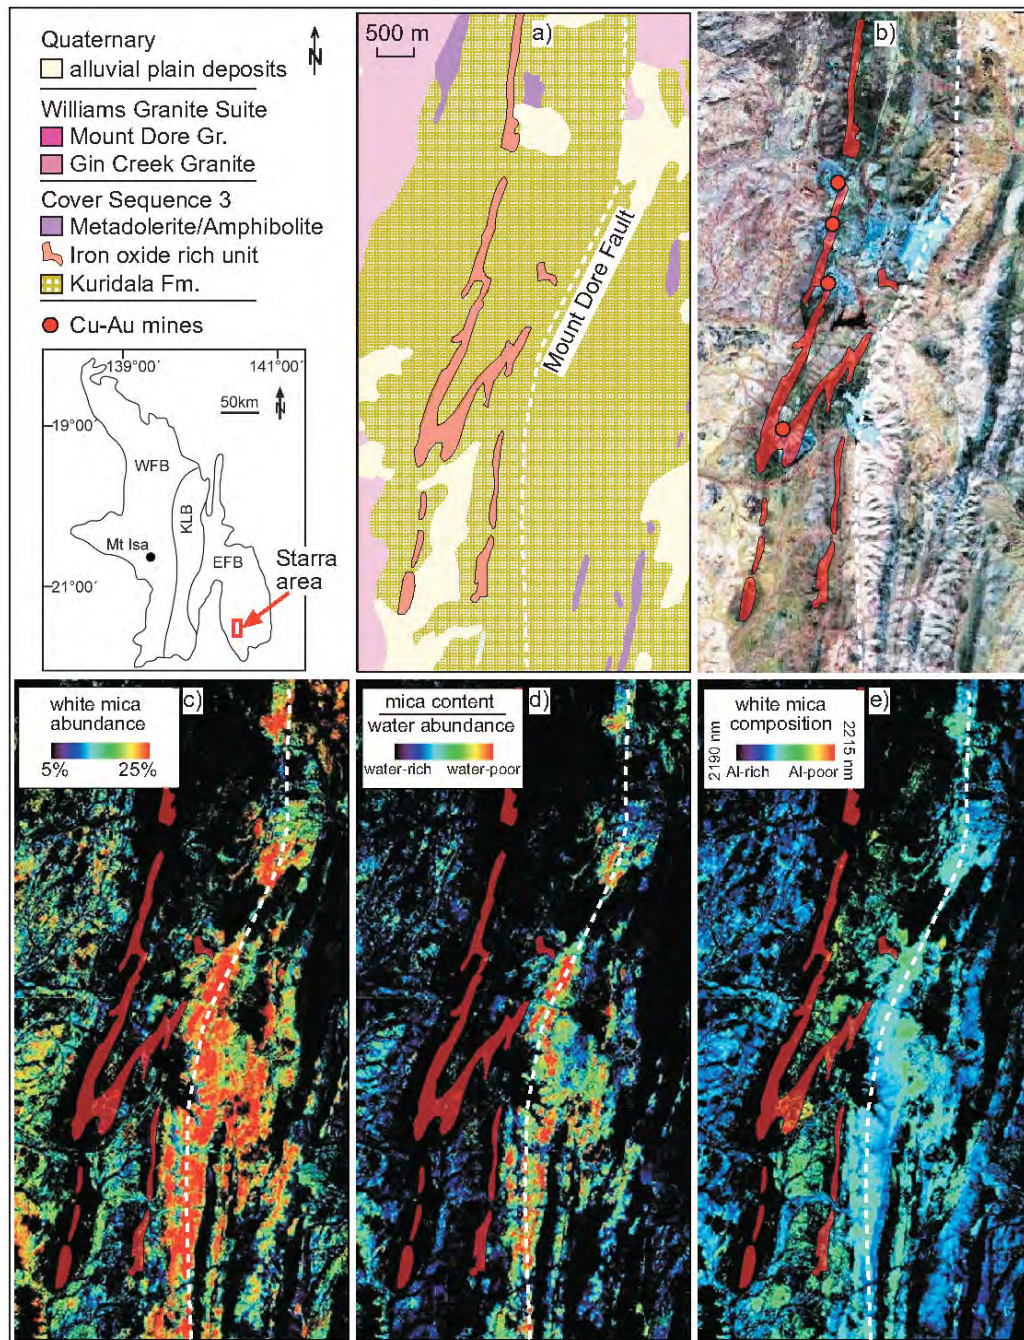 Quaternary
N
alluvial plain deposits
Williams Granite Suite
Mount Dore Gr.
Gin Creek Granite
Cover Sequence 3
Metadolerite/Amphibolite
Iron oxide rich unit
Kuridala Fm.
Cu-Au mines
139°00´
141°00´
50km
N
19°00´
WFB
KLB
Mt Isa
EFB
Starra
area
21°00´
500 m
a)
Mount Dore Fault
b)
white mica
abundance
c)
5%
25%
mica content
water abundance
d)
water-rich
water-poor
white mica
composition
e)
2190 nm
2215 nm
Al-rich
Al-poor